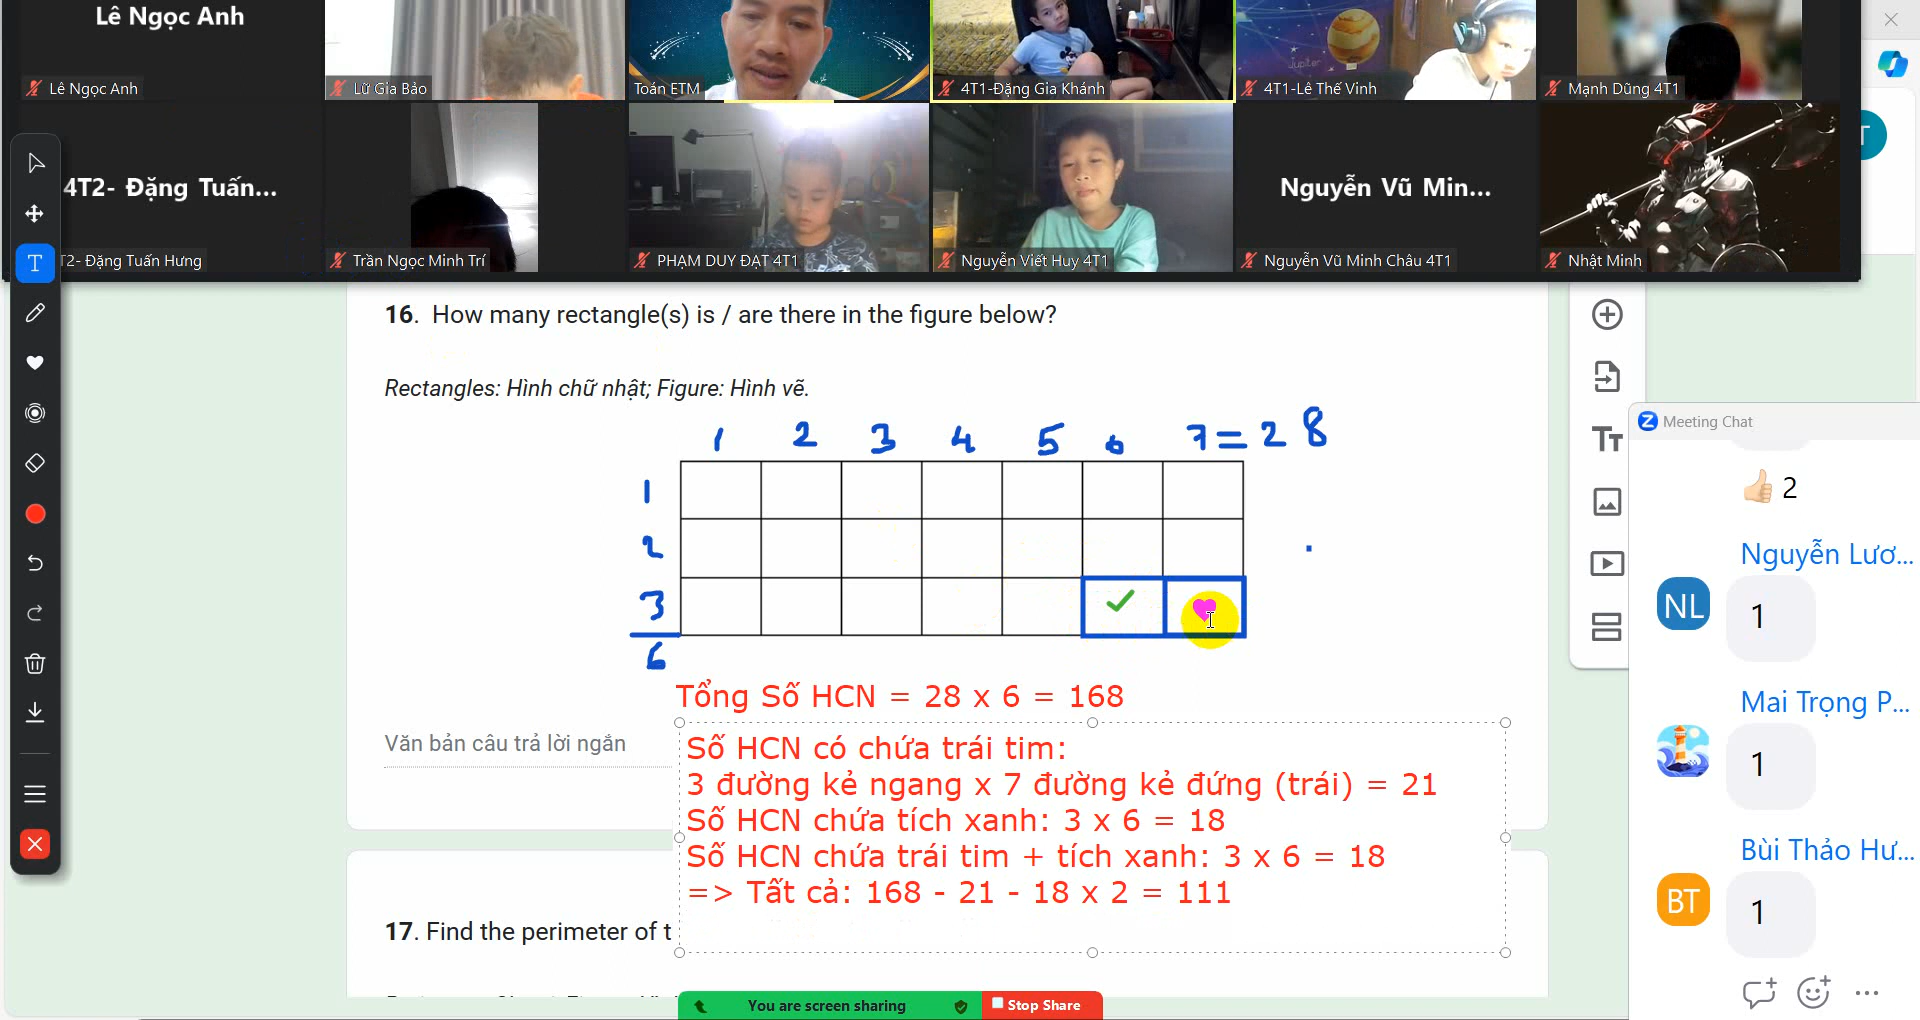 Lê Ngọc Anh
Lê Ngọc Anh
Lữ Gia Bảo
Toán ETM
4T1-Đặng Gia Khánh
Jupiter
4T1-Lê Thế Vinh
Mạnh Dũng 4T1
4T2- Đặng Tuấn...
T2- Đặng Tuấn Hưng
Trần Ngọc Minh Trí
PHẠM DUY ĐẠT 4T1
Nguyễn Viết Huy 4T1
Nguyễn Vũ Min...
Nguyễn Vũ Minh Châu 4T1
Nhật Minh
T
T
16. How many rectangle(s) is / are there in the figure below?
Rectangles: Hình chữ nhật; Figure: Hình vẽ.
1 2 3 4 5 6 7 = 28
1
2
3
6
Tổng Số HCN = 28 x 6 = 168
Văn bản câu trả lời ngắn
Số HCN có chứa trái tim:
3 đường kẻ ngang x 7 đường kẻ đứng (trái) = 21
Số HCN chứa tích xanh: 3 x 6 = 18
Số HCN chứa trái tim + tích xanh: 3 x 6 = 18
=> Tất cả: 168 - 21 - 18 x 2 = 111
17. Find the perimeter of t
You are screen sharing
Stop Share
Tт
Meeting Chat
2
Nguyễn Lươ...
NL
1
Mai Trọng P...
1
Bùi Thảo Hư...
BT
1